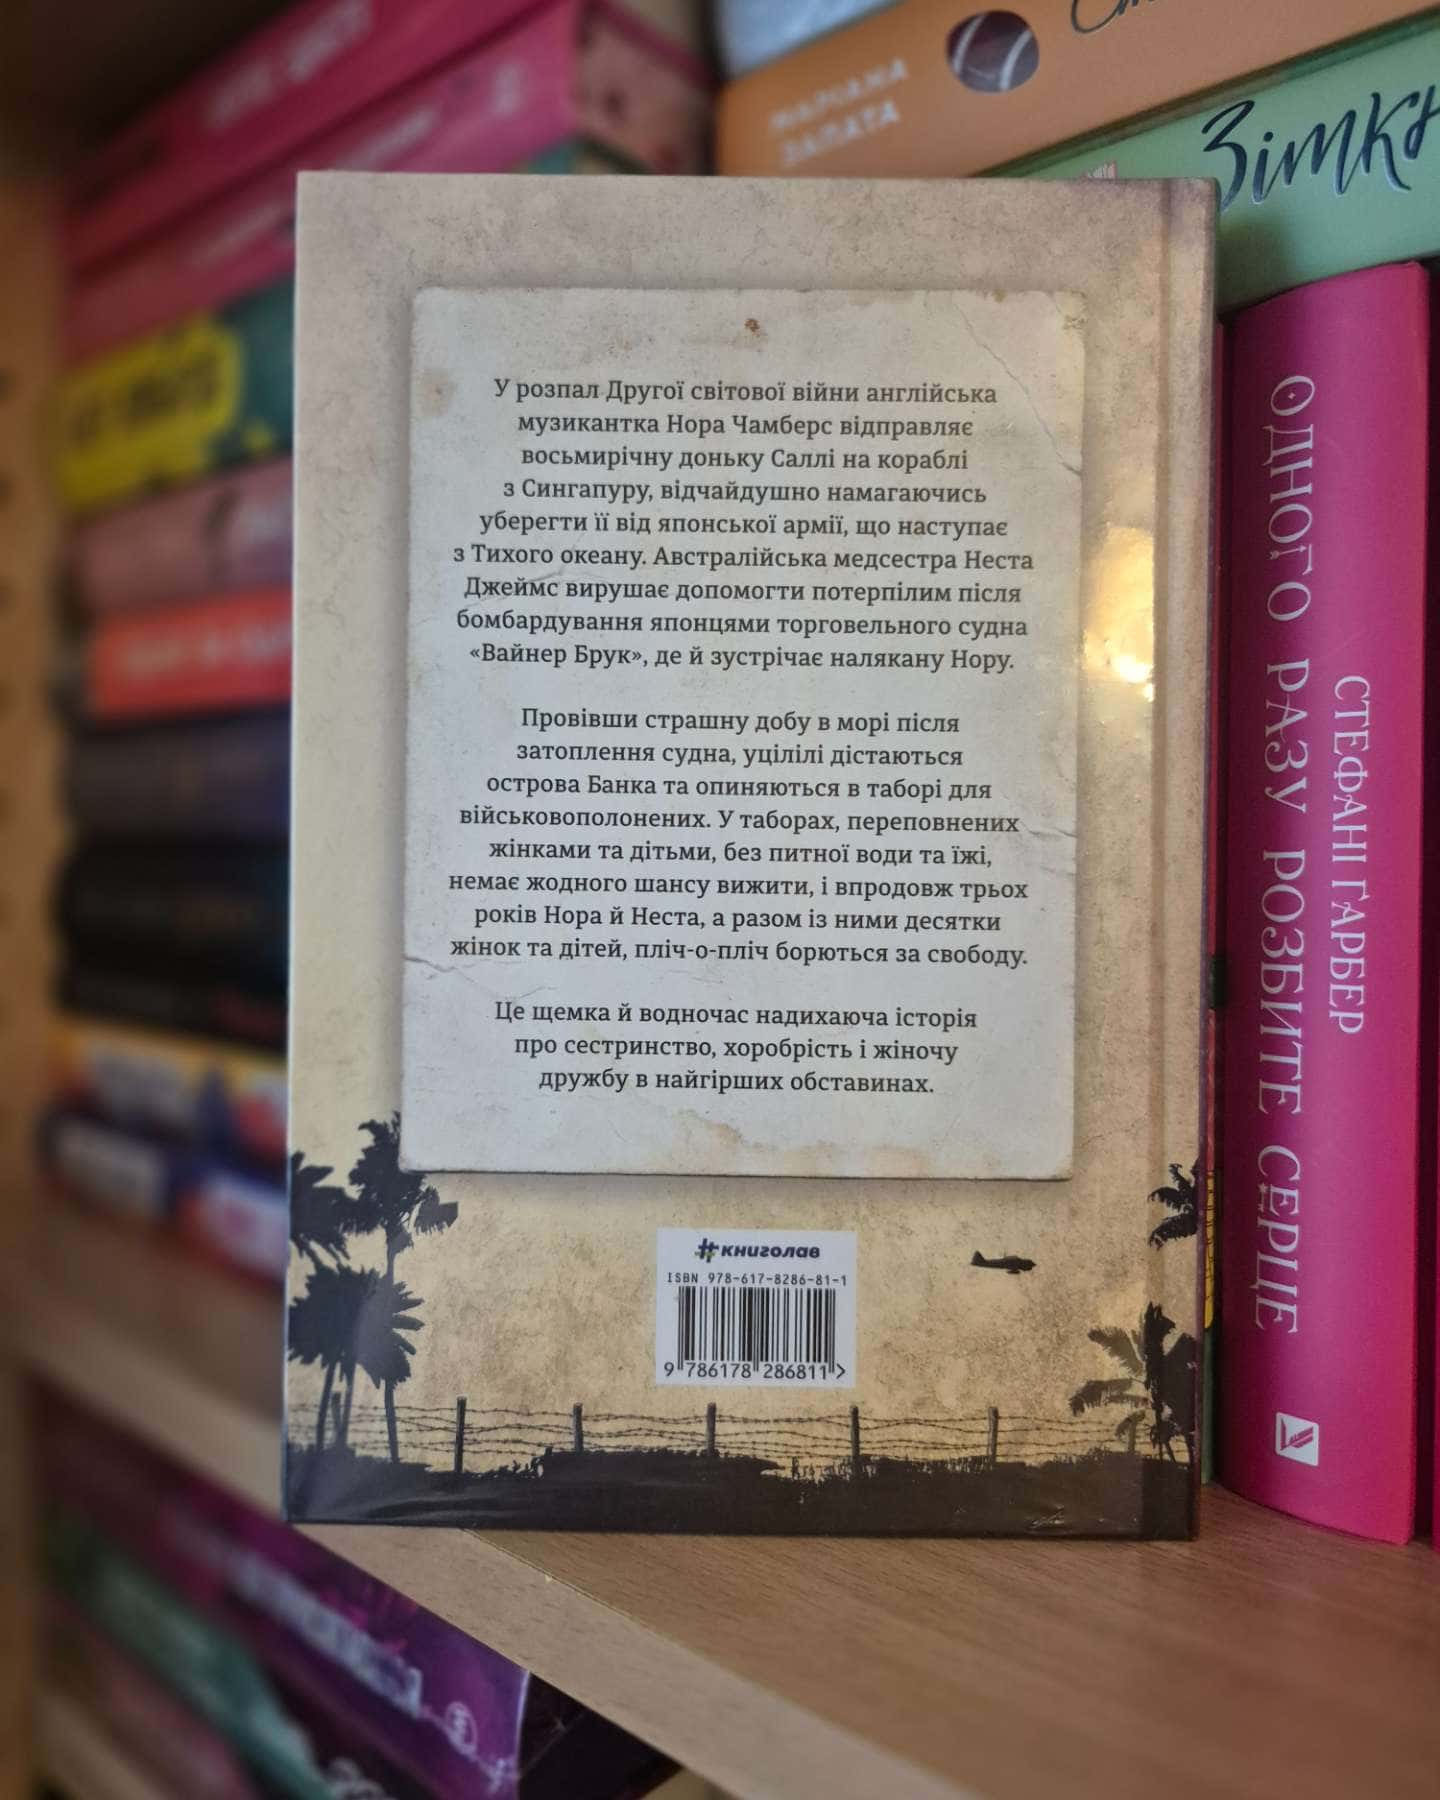 МАРІАНА
ЗАПАТА
Зімки
У розпал Другої світової війни англійська
музикантка Нора Чамберс відправляє
восьмирічну доньку Саллі на кораблі
з Сингапуру, відчайдушно намагаючись
уберегти її від японської армії, що наступає
з Тихого океану. Австралійська медсестра Неста
Джеймс вирушає допомогти потерпілим після
бомбардування японцями торговельного судна
«Вайнер Брук», де й зустрічає налякану Нору.
Провівши страшну добу в морі після
затоплення судна, уцілілі дістаються
острова Банка та опиняються в таборі для
військовополонених. У таборах, переповнених
жінками та дітьми, без питної води та їжі,
немає жодного шансу вижити, і впродовж трьох
років Нора й Неста, а разом із ними десятки
жінок та дітей, пліч-о-пліч борються за свободу.
Це щемка й водночас надихаюча історія
про сестринство, хоробрість і жіночу
дружбу в найгірших обставинах.
#книголав
ISBN 978-617-8286-81-1
9 786178 286811 >
СТЕФАНІ ҐАРБЕР
ОДНОГО РАЗУ РОЗБИТЕ СЕРЦЕ